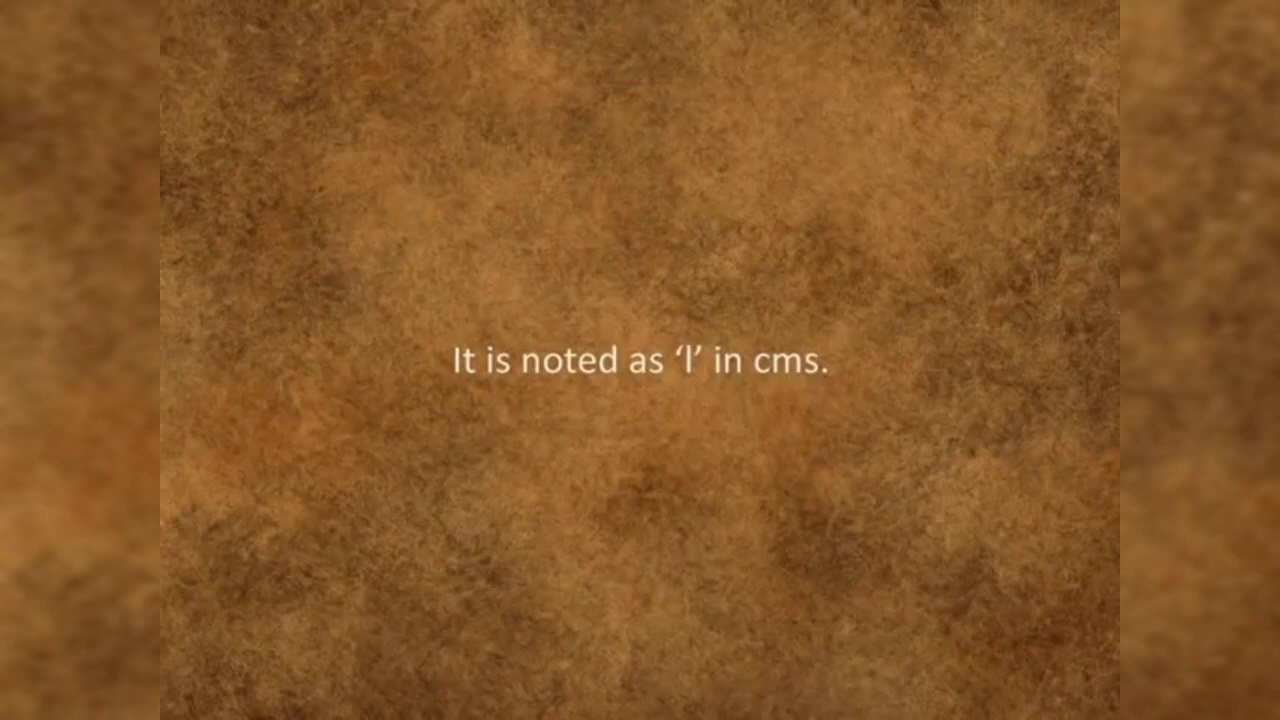 It is noted as ‘l’ in cms.